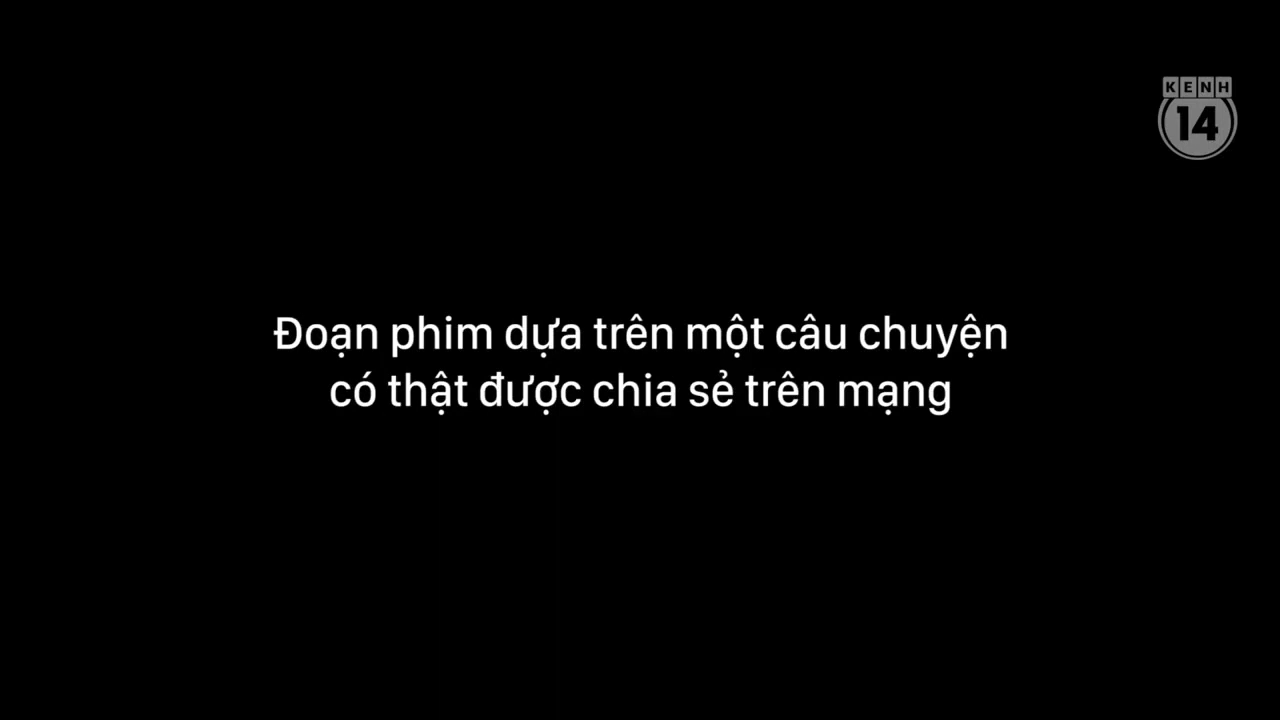 KENH
14
Đoạn phim dựa trên một câu chuyện
có thật được chia sẻ trên mạng